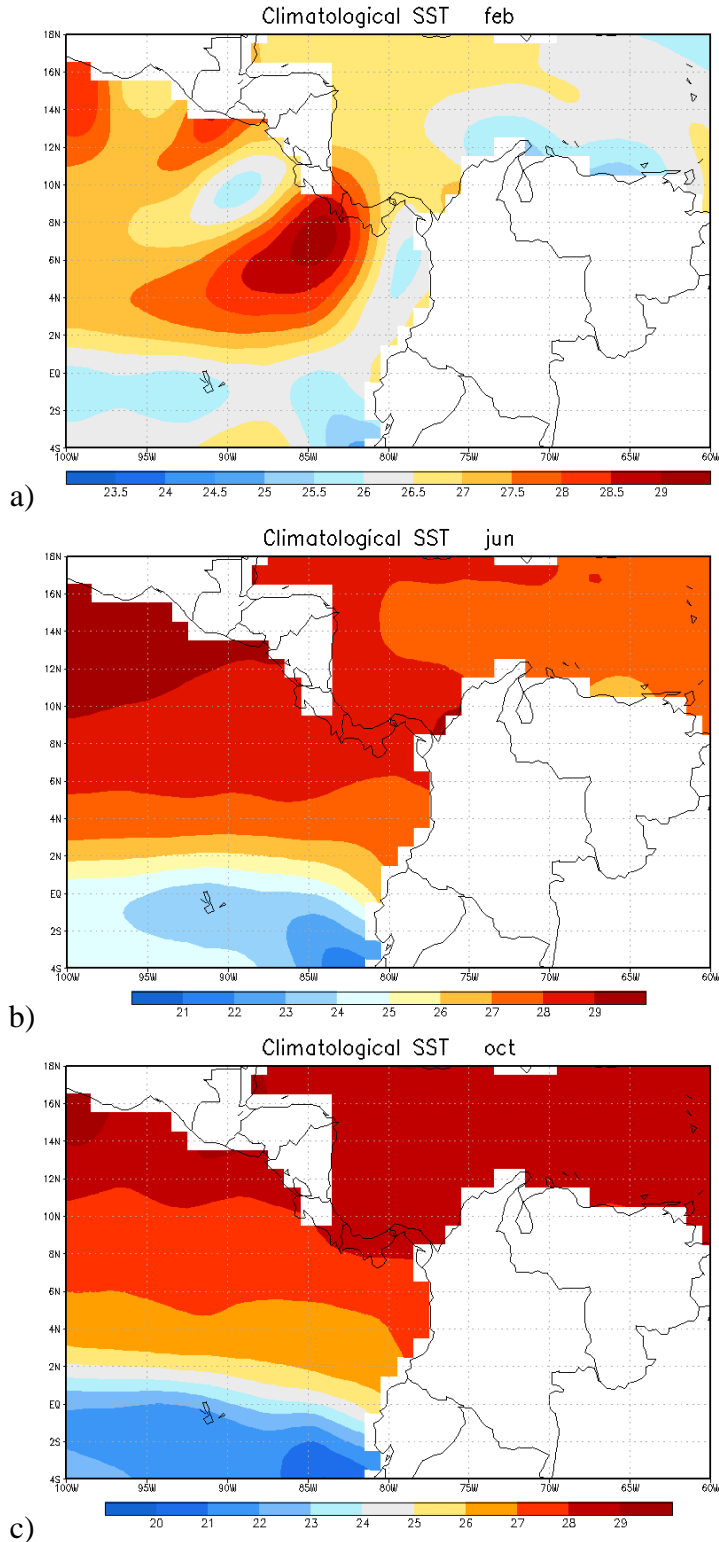 Climatological SST feb
18N
16N
14N
12N
10N
8N
6N
4N
2N
EQ
2S
4S
100W 95W 90W 85W 80W 75W 70W 65W 60W
23.5 24 24.5 25 25.5 26 26.5 27 27.5 28 28.5 29
a)
Climatological SST jun
18N
16N
14N
12N
10N
8N
6N
4N
2N
EQ
2S
4S
100W 95W 90W 85W 80W 75W 70W 65W 60W
21 22 23 24 25 26 27 28 29
b)
Climatological SST oct
18N
16N
14N
12N
10N
8N
6N
4N
2N
EQ
2S
4S
100W 95W 90W 85W 80W 75W 70W 65W 60W
20 21 22 23 24 25 26 27 28 29
c)